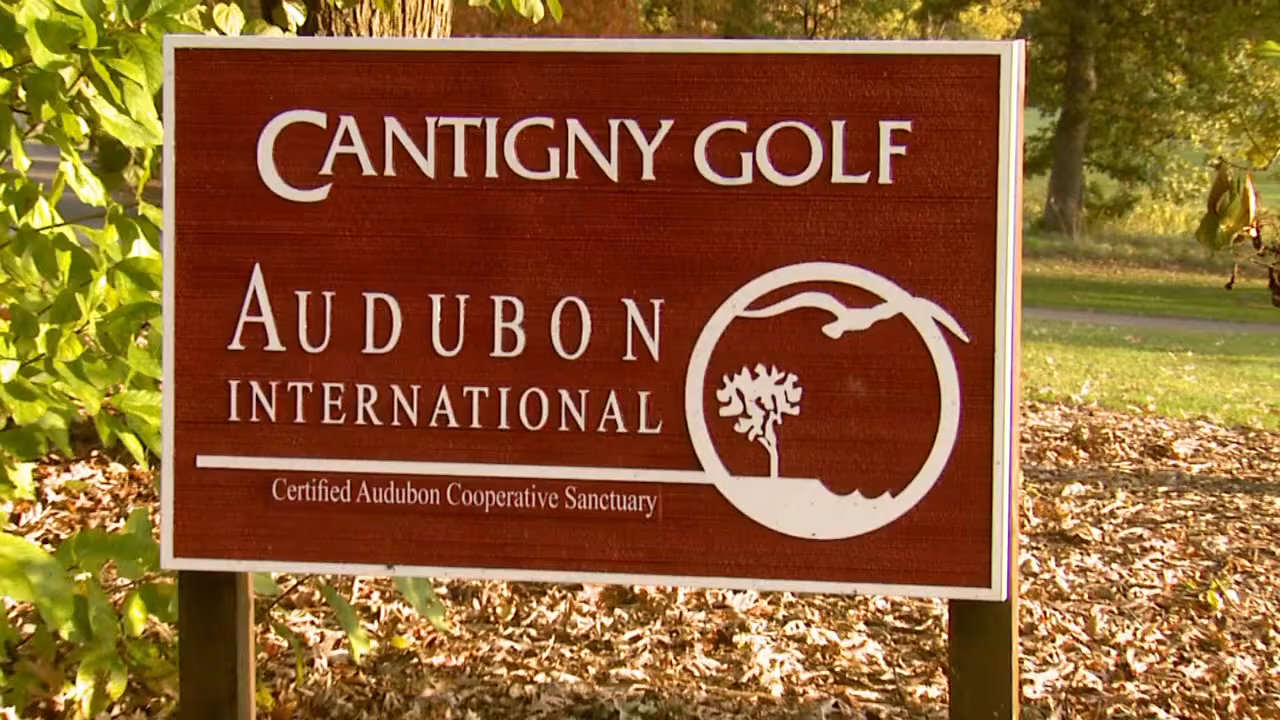 CANTIGNY GOLF
AUDUBON
INTERNATIONAL
Certified Audubon Cooperative Sanctuary